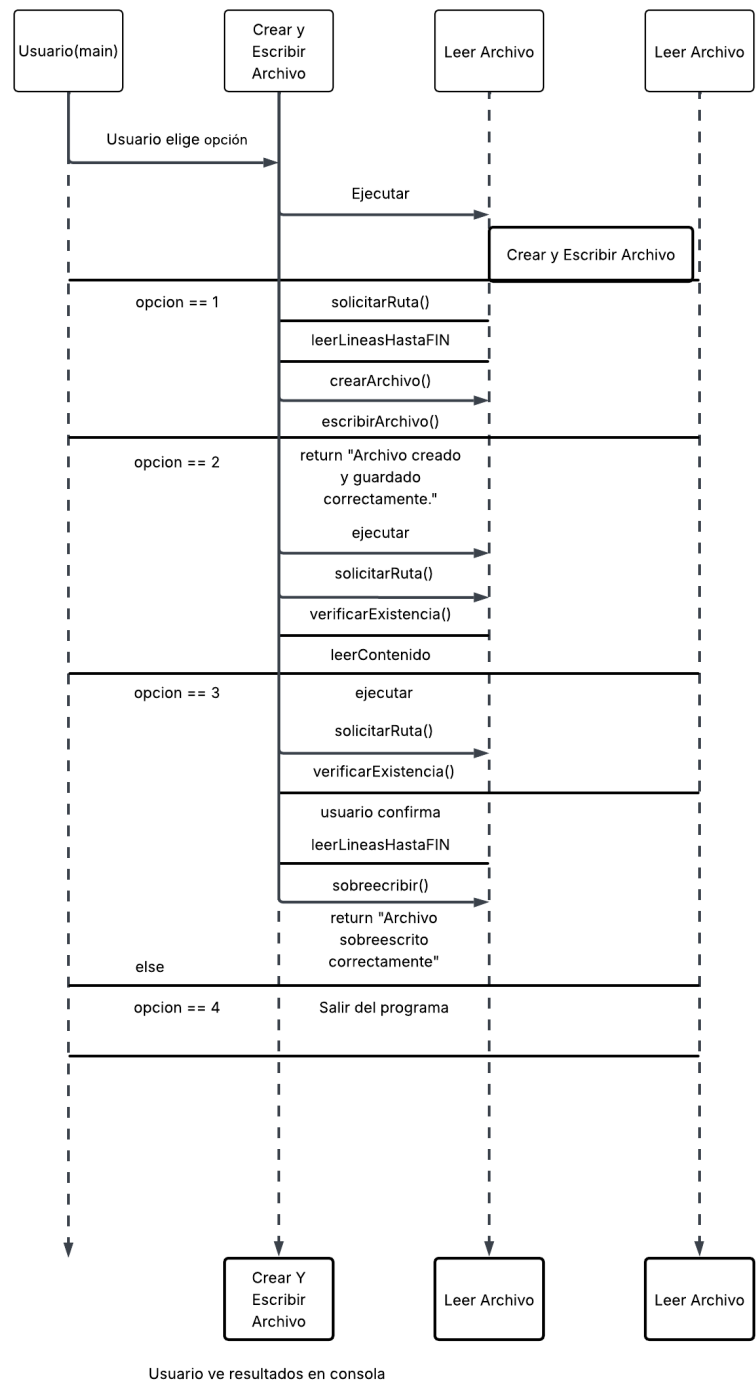 Usuario(main)
Crear y
Escribir
Archivo
Leer Archivo
Leer Archivo
Usuario elige opción
Ejecutar
Crear y Escribir Archivo
opcion == 1
solicitarRuta()
leerLineasHastaFIN
crearArchivo()
escribirArchivo()
opcion == 2
return "Archivo creado
y guardado
correctamente."
ejecutar
solicitarRuta()
verificarExistencia()
leerContenido
opcion == 3
ejecutar
solicitarRuta()
verificarExistencia()
usuario confirma
leerLineasHastaFIN
sobreecribir()
return "Archivo
sobreescrito
correctamente"
else
opcion == 4
Salir del programa
Crear Y
Escribir
Archivo
Leer Archivo
Leer Archivo
Usuario ve resultados en consola